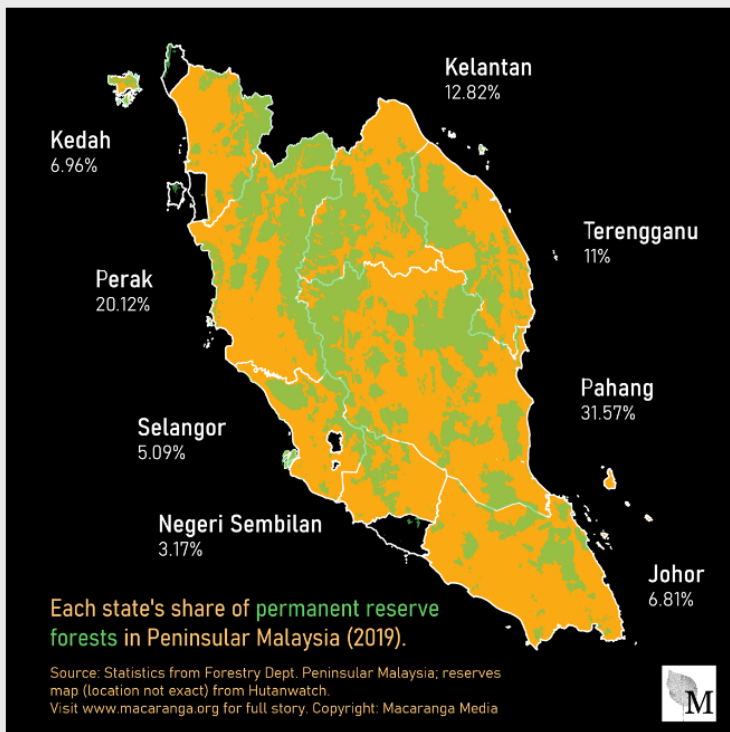 Kelantan
12.82%
Kedah
6.96%
Terengganu
11%
Perak
20.12%
Pahang
31.57%
Selangor
5.09%
Negeri Sembilan
3.17%
Johor
6.81%
Each state's share of permanent reserve
forests in Peninsular Malaysia (2019).
Source: Statistics from Forestry Dept. Peninsular Malaysia; reserves
map (location not exact) from Hutanwatch.
Visit www.macaranga.org for full story. Copyright: Macaranga Media
M